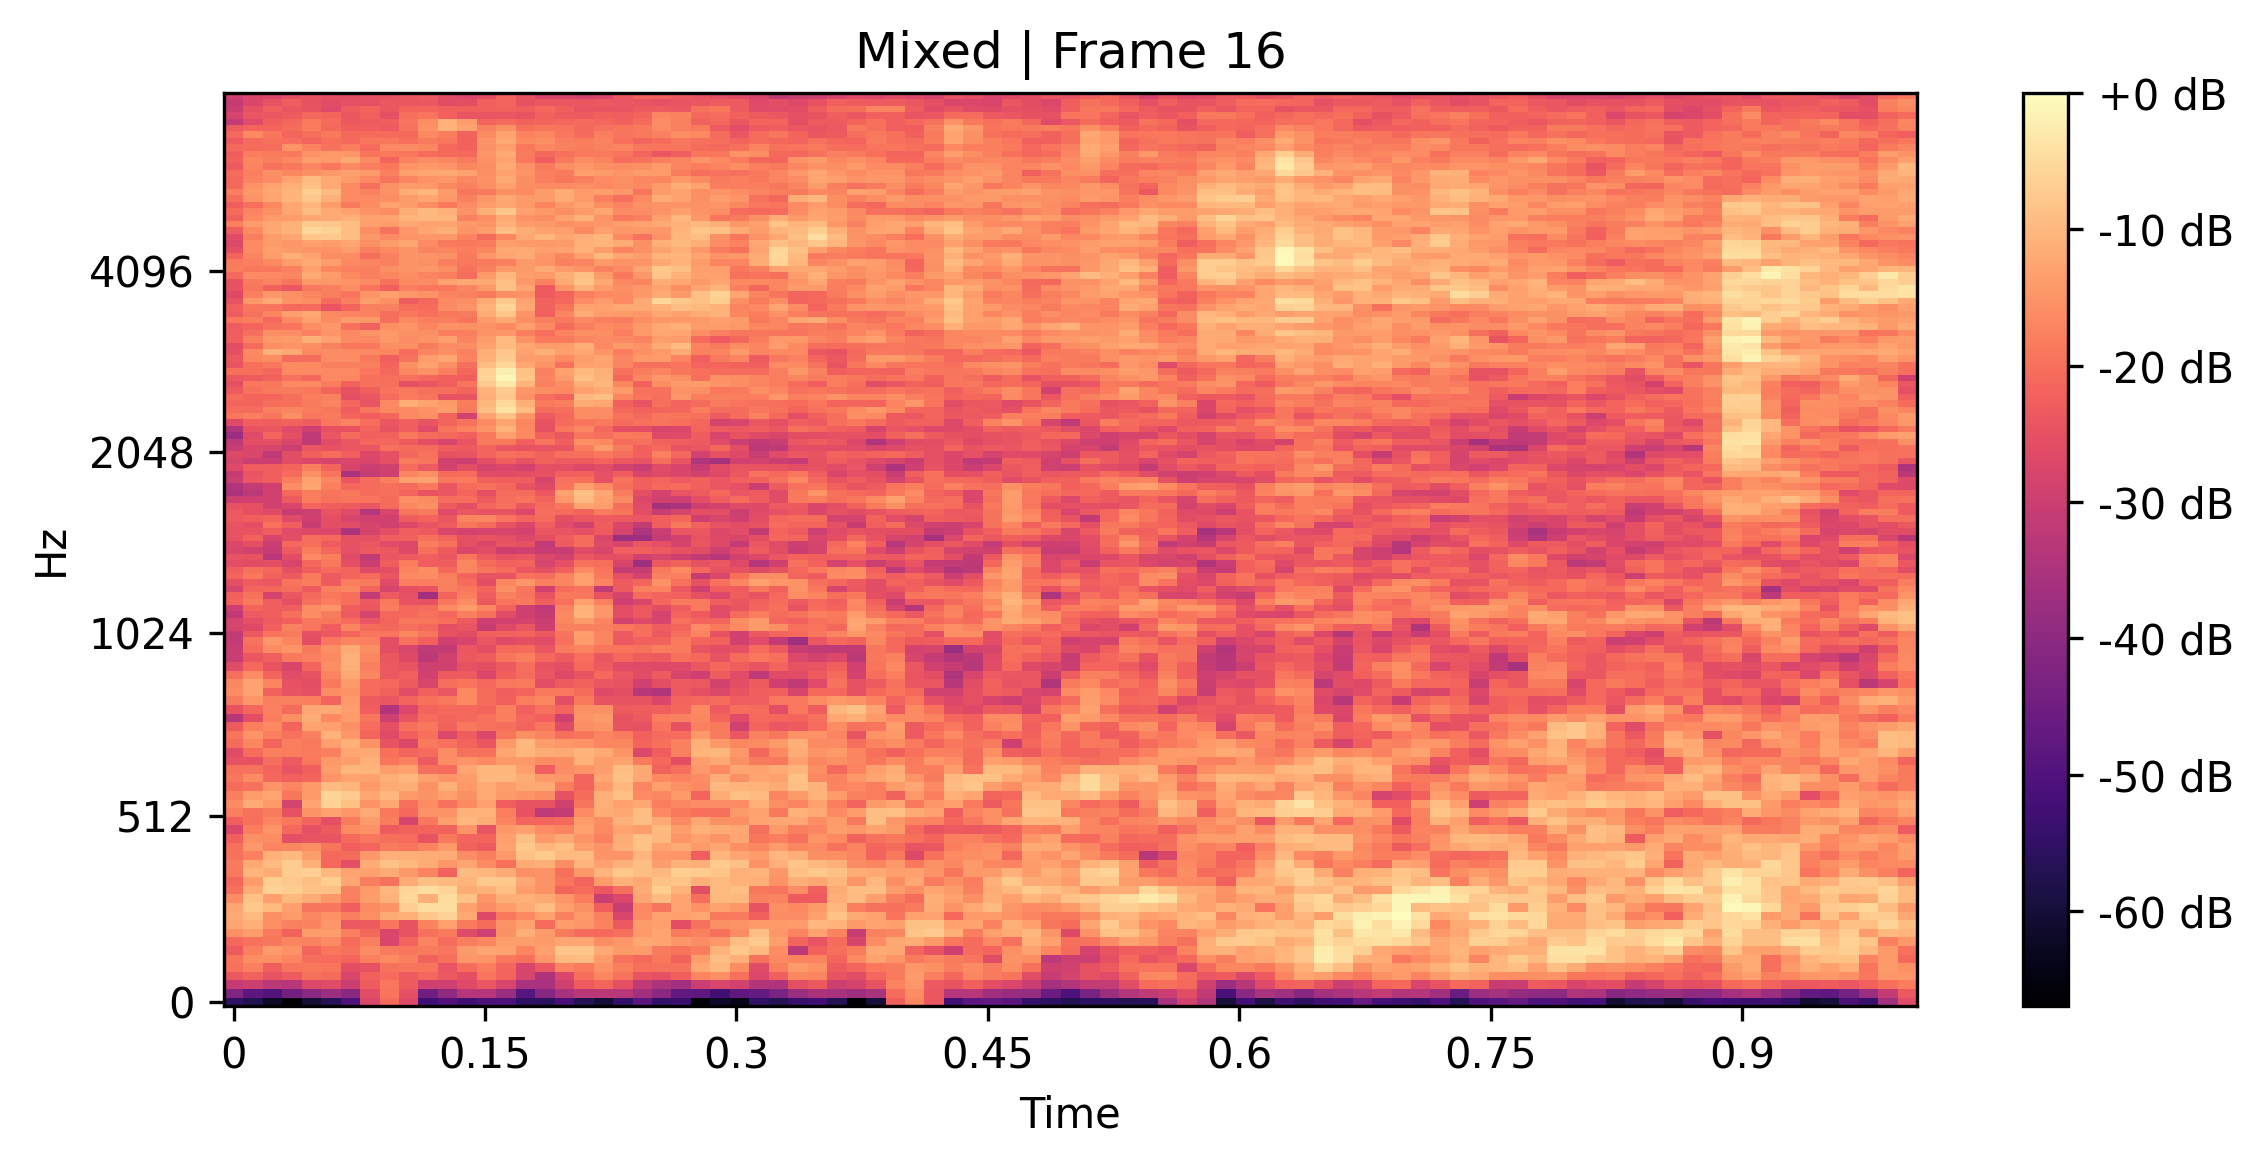 Mixed | Frame 16
+0 dB
-10 dB
-20 dB
-30 dB
-40 dB
-50 dB
-60 dB
Hz
4096
2048
1024
512
0
0 0.15 0.3 0.45 0.6 0.75 0.9
Time